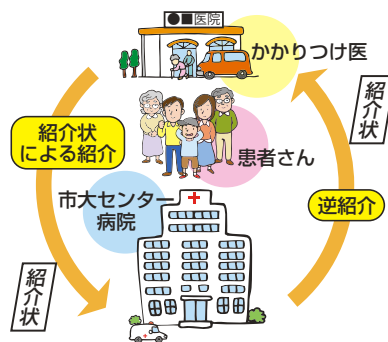 ●■医院
かかりつけ医
紹介状
紹介状
による紹介
患者さん
市大センター
病院
逆紹介
紹介状